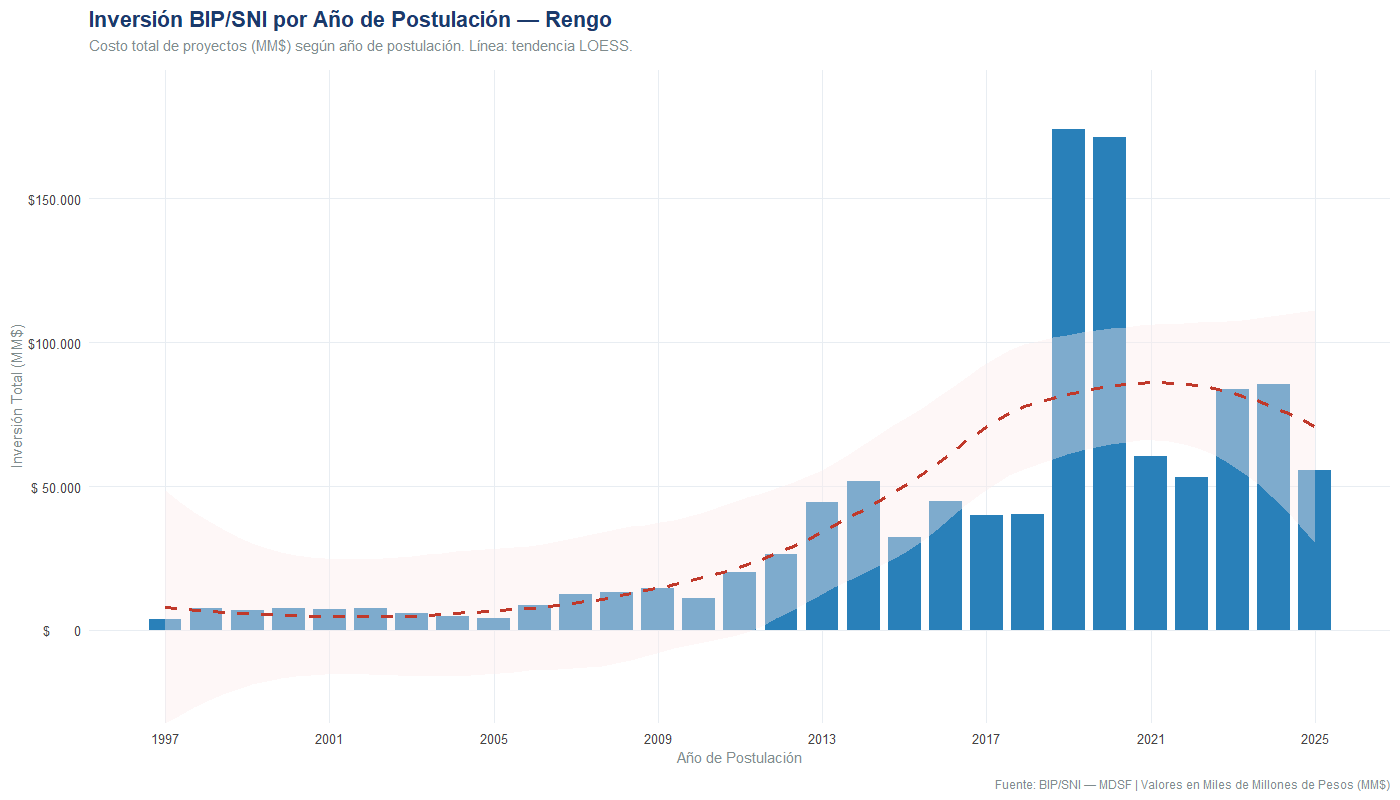 Inversión BIP/SNI por Año de Postulación — Rengo
Costo total de proyectos (MM$) según año de postulación. Línea: tendencia LOESS.
Inversión Total (MM$)
$150.000
$100.000
$ 50.000
$ 0
1997 2001 2005 2009 2013 2017 2021 2025
Año de Postulación
Fuente: BIP/SNI — MDSF | Valores en Miles de Millones de Pesos (MM$)